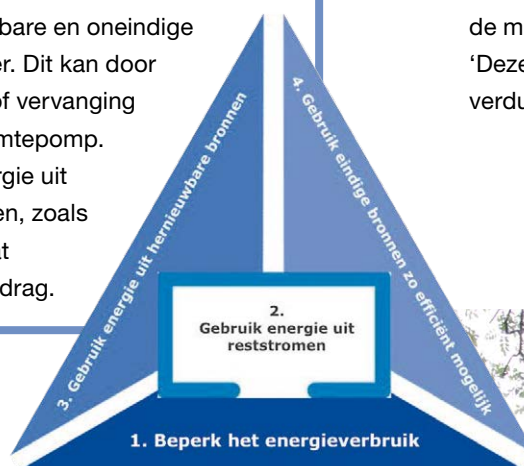 bare en oneindige
er. Dit kan door
of vervanging
mtepomp.
rgie uit
en, zoals
at
drag.
de m
‘Deze
verdu
3. Gebruik energie uit hernieuwbare bronnen
4. Gebruik eindige bronnen zo efficiënt mogelijk
2.
Gebruik energie uit
reststromen
1. Beperk het energieverbruik